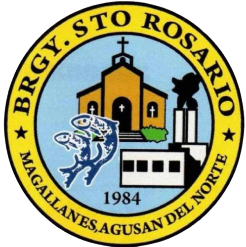 BRGY. STO ROSARIO
1984
MAGALLANES, AGUSAN DEL NORTE